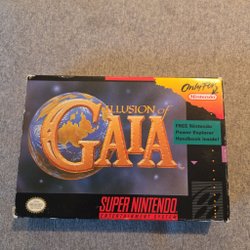 Only For
Nintendo
ILLUSION of
GAIA
FREE Nintendo
Power Explorer
Handbook Inside!
SUPER NINTENDO
ENTERTAINMENT SYSTEM